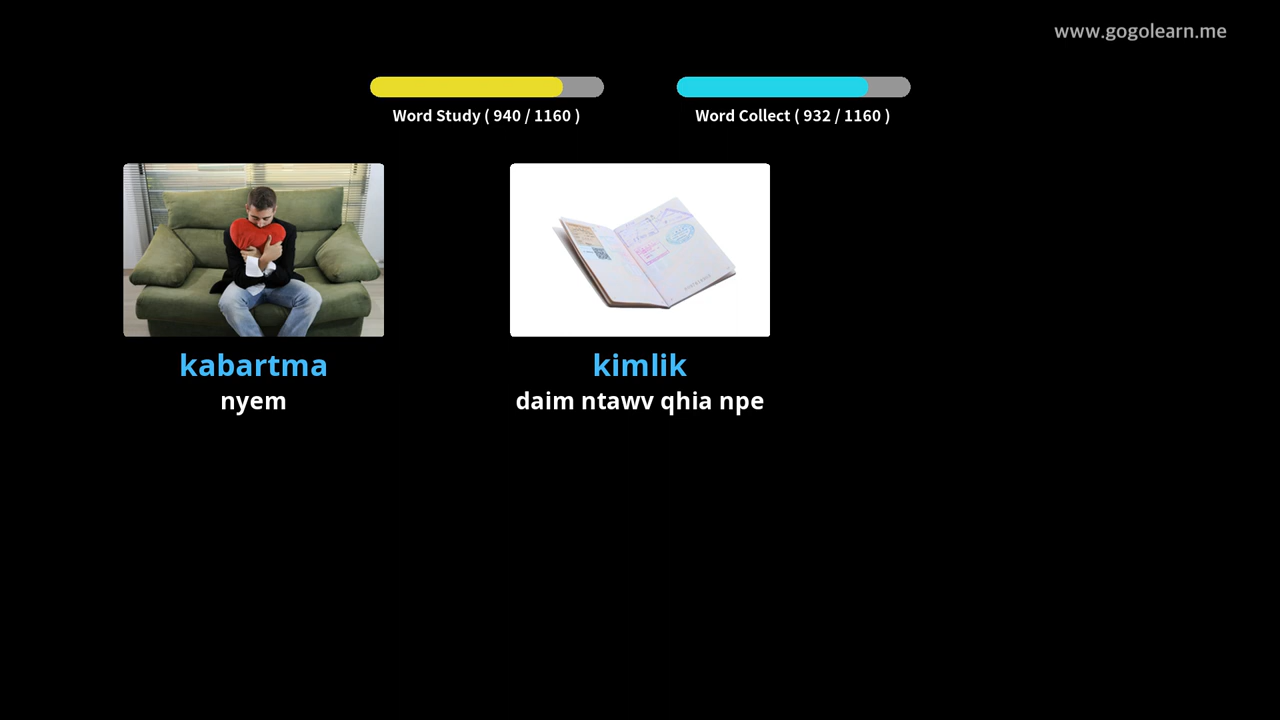 www.gogolearn.me
Word Study ( 940 / 1160 )
Word Collect ( 932 / 1160 )
kabartma
nyem
kimlik
daim ntawv qhia npe